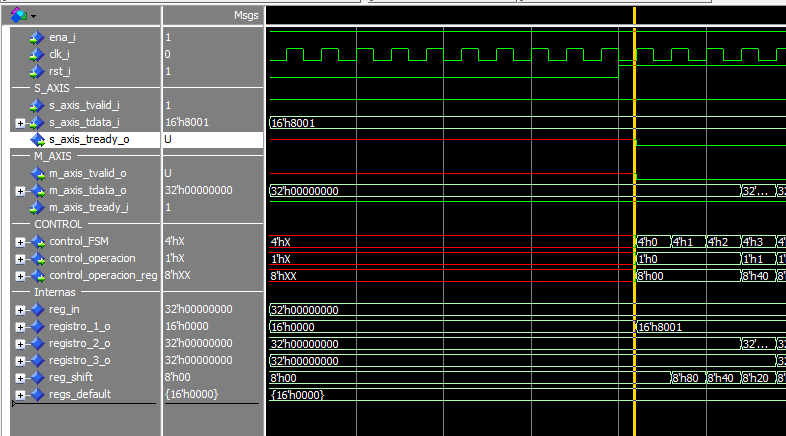 Msgs
ena_i 1
clk_i 0
rst_i 1
S_AXIS
s_axis_tvalid_i 1
s_axis_tdata_i 16'h8001 16'h8001
s_axis_tready_o U
M_AXIS
m_axis_tvalid_o U
m_axis_tdata_o 32'h00000000 32'h00000000 32'... 32'
m_axis_tready_i 1
CONTROL
control_FSM 4'hX 4'hX 4'h0 4'h1 4'h2 4'h3 4'
control_operacion 1'hX 1'hX 1'h0 1'h1 1'
control_operacion_reg 8'hXX 8'hXX 8'h00 8'h40 8'
Internas
reg_in 32'h00000000 32'h00000000
registro_1_o 16'h0000 16'h0000 16'h8001
registro_2_o 32'h00000000 32'h00000000 32'... 32'
registro_3_o 32'h00000000 32'h00000000 32'
reg_shift 8'h00 8'h00 8'h80 8'h40 8'h20 8'
regs_default {16'h0000} {16'h0000}